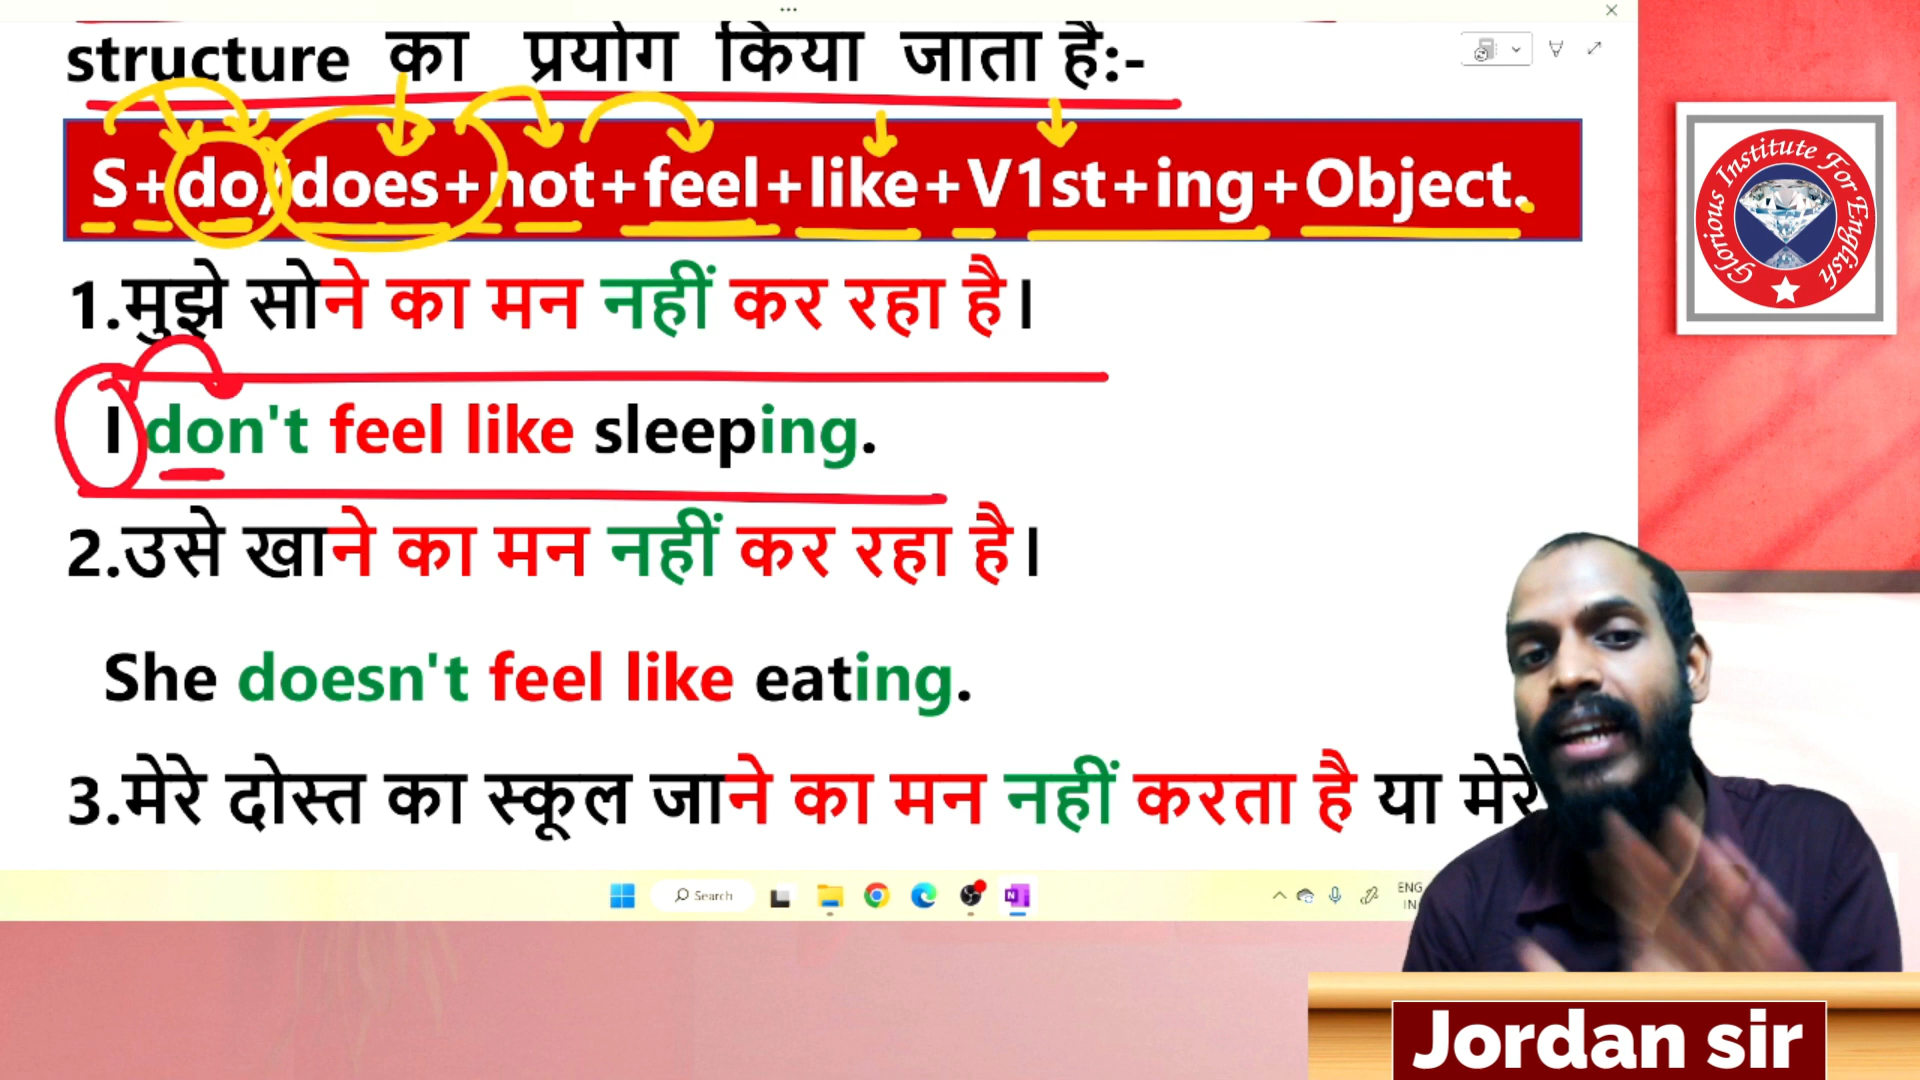 structure का प्रयोग किया जाता है:-
S+do/does+not+feel+like+V1st+ing+Object.
1.मुझे सोने का मन नहीं कर रहा है।
I don't feel like sleeping.
2.उसे खाने का मन नहीं कर रहा है।
She doesn't feel like eating.
3.मेरे दोस्त का स्कूल जाने का मन नहीं करता है या मेरे
Glorious Institute For English
Search
ENG
IN
Jordan sir